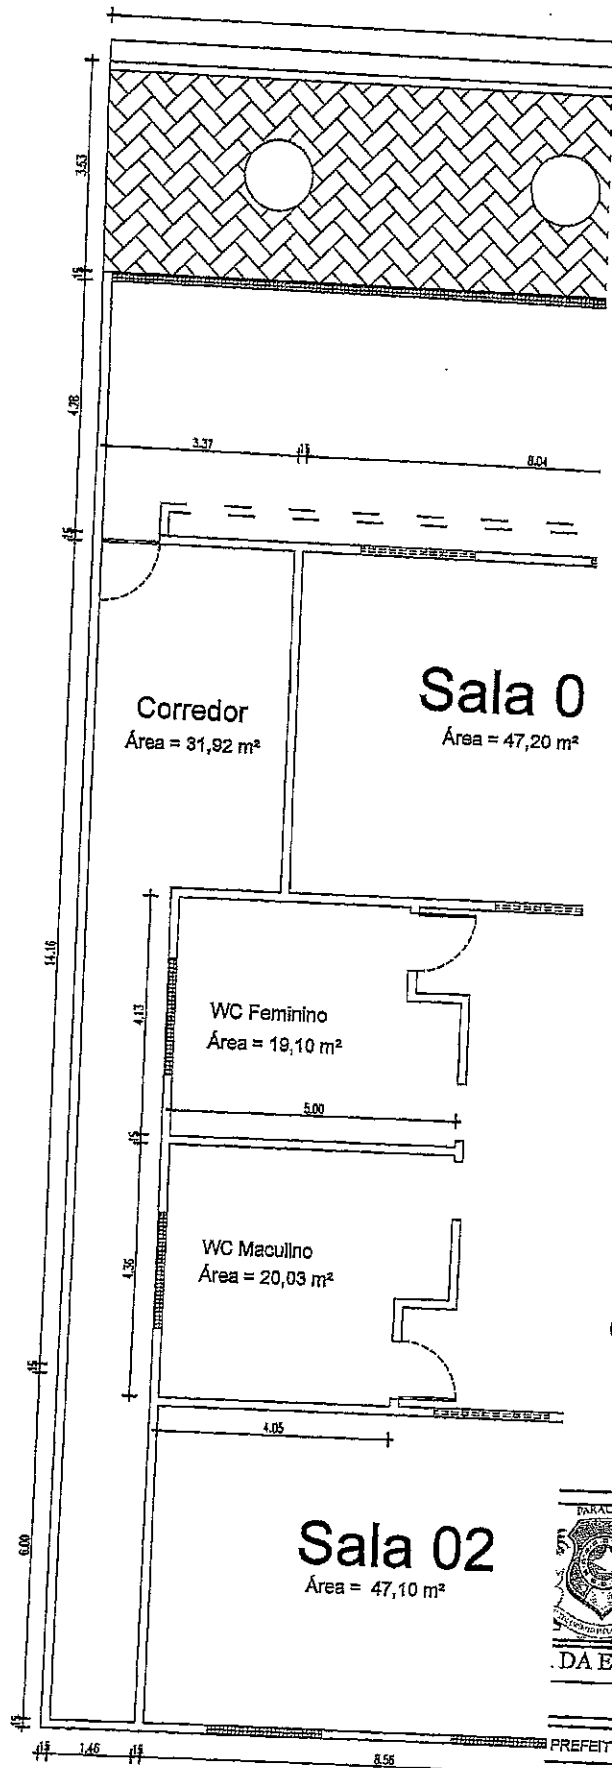 3.53
15
4.28
3.37
15
8.04
15
Corredor
Área = 31,92 m²
Sala 0
Área = 47,20 m²
14.16
4.13
WC Feminino
Área = 19,10 m²
5.00
15
WC Maculino
Área = 20,03 m²
4.36
15
4.05
6.00
Sala 02
Área = 47,10 m²
DA E
15
15
1.46
15
8.56
PREFEIT